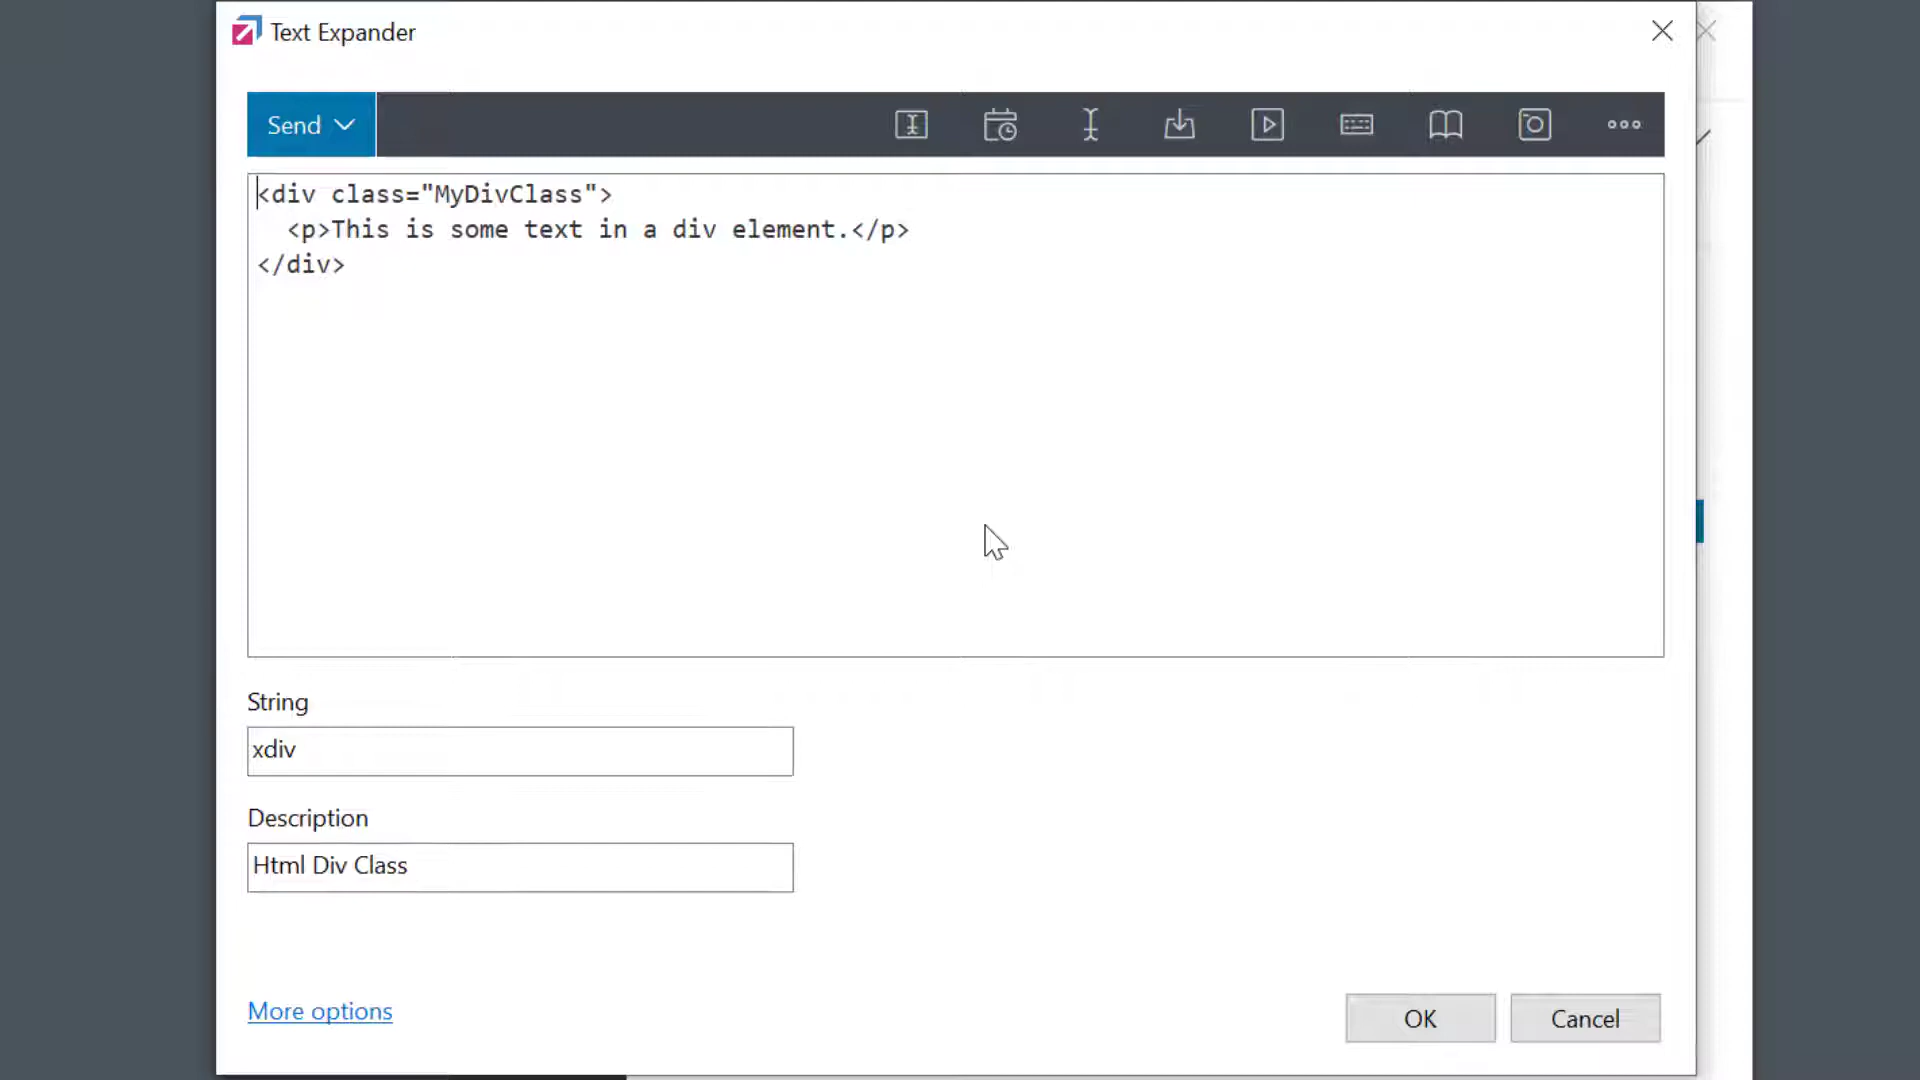 Text Expander
Send
<div class="MyDivClass">
  <p>This is some text in a div element.</p>
</div>
String
xdiv
Description
Html Div Class
More options
OK
Cancel